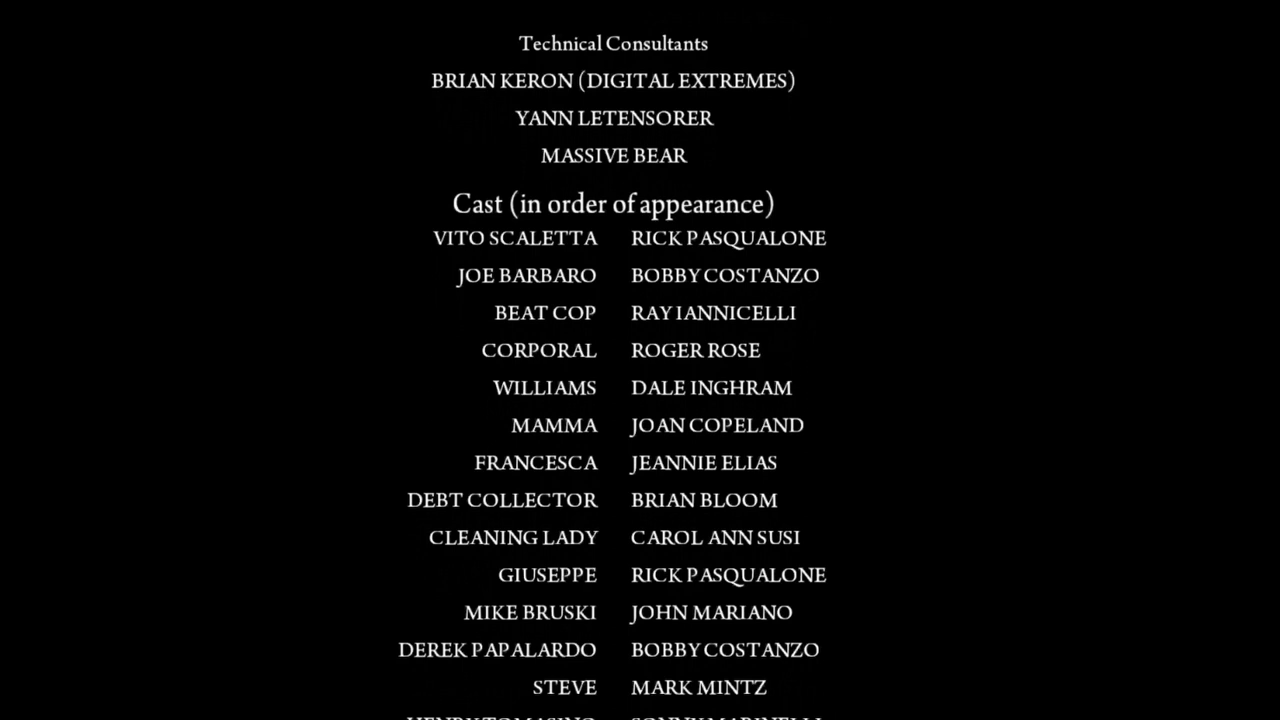 Technical Consultants
BRIAN KERON (DIGITAL EXTREMES)
YANN LETENSORER
MASSIVE BEAR
Cast (in order of appearance)
VITO SCALETTA RICK PASQUALONE
JOE BARBARO BOBBY COSTANZO
BEAT COP RAY IANNICELLI
CORPORAL ROGER ROSE
WILLIAMS DALE INGHRAM
MAMMA JOAN COPELAND
FRANCESCA JEANNIE ELIAS
DEBT COLLECTOR BRIAN BLOOM
CLEANING LADY CAROL ANN SUSI
GIUSEPPE RICK PASQUALONE
MIKE BRUSKI JOHN MARIANO
DEREK PAPALARDO BOBBY COSTANZO
STEVE MARK MINTZ